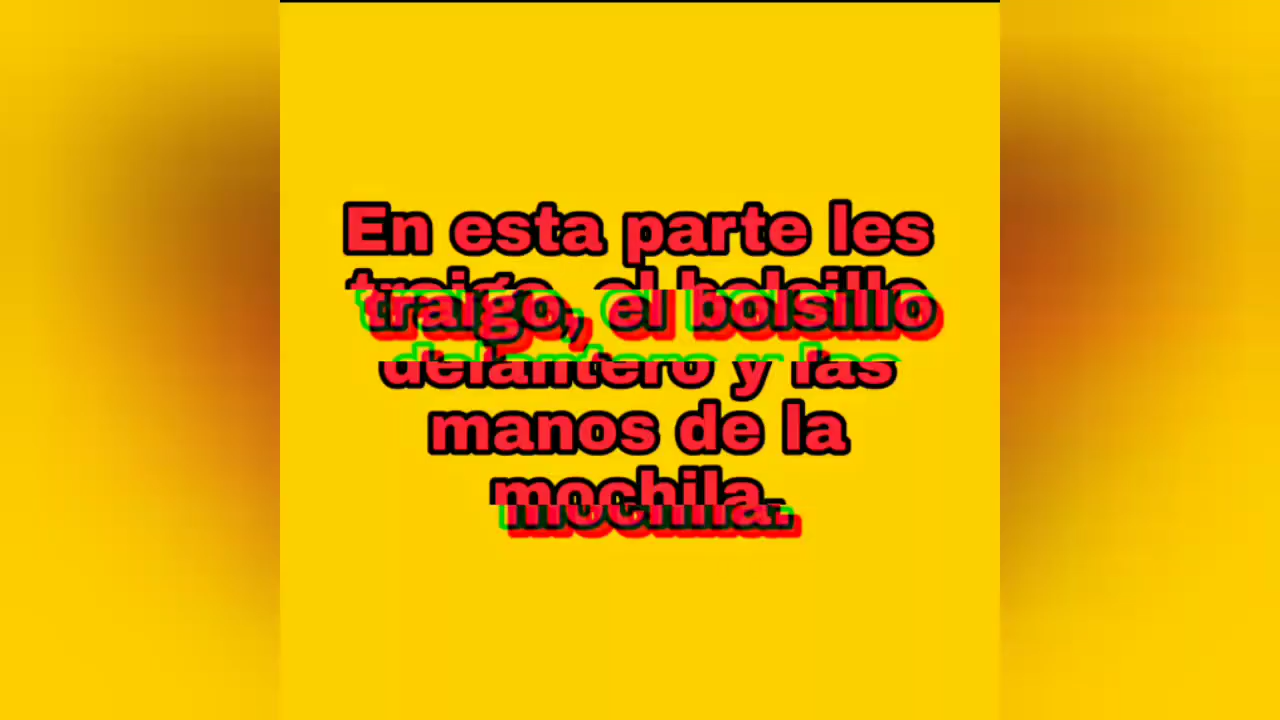 En esta parte les
traigo, el bolsillo
delantero y las
manos de la
mochila.